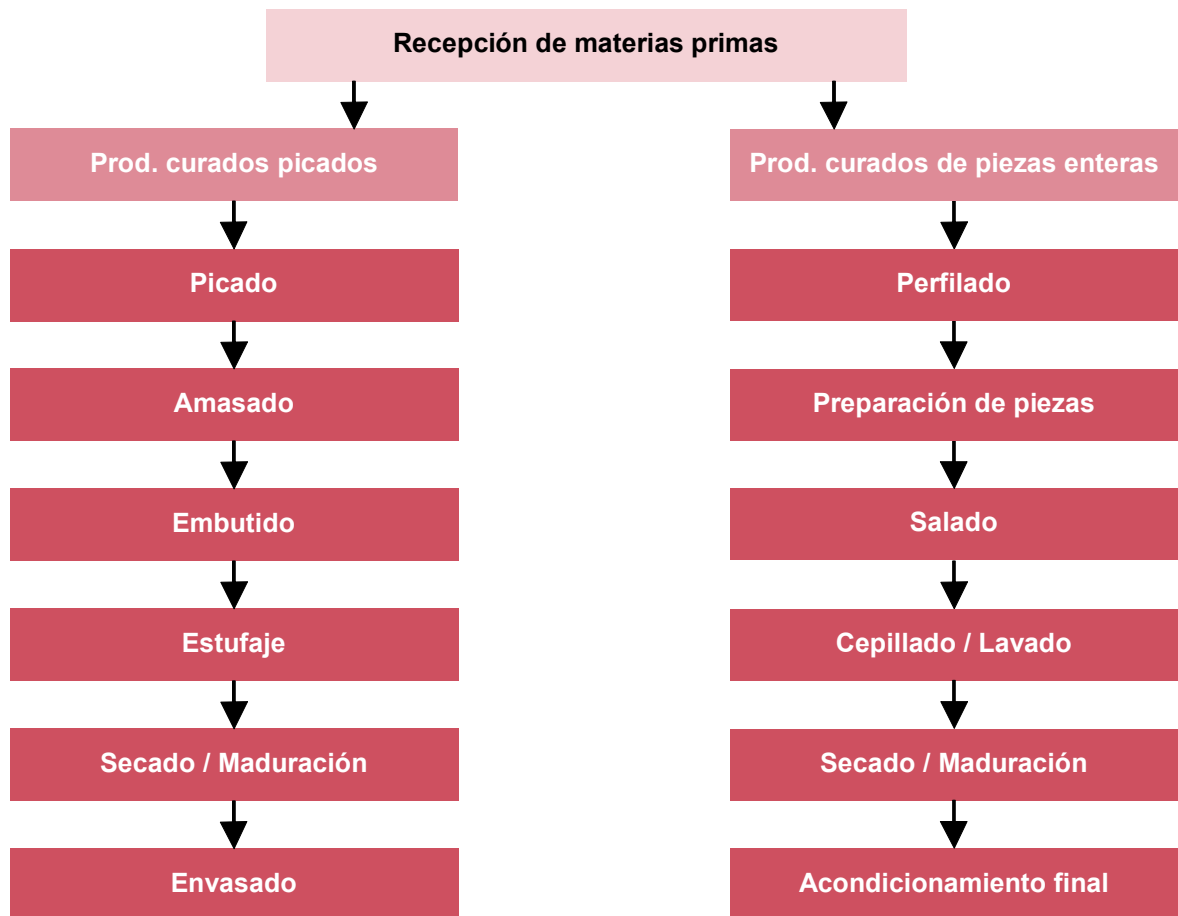 Recepción de materias primas
Prod. curados picados
Picado
Amasado
Embutido
Estufaje
Secado / Maduración
Envasado
Prod. curados de piezas enteras
Perfilado
Preparación de piezas
Salado
Cepillado / Lavado
Secado / Maduración
Acondicionamiento final